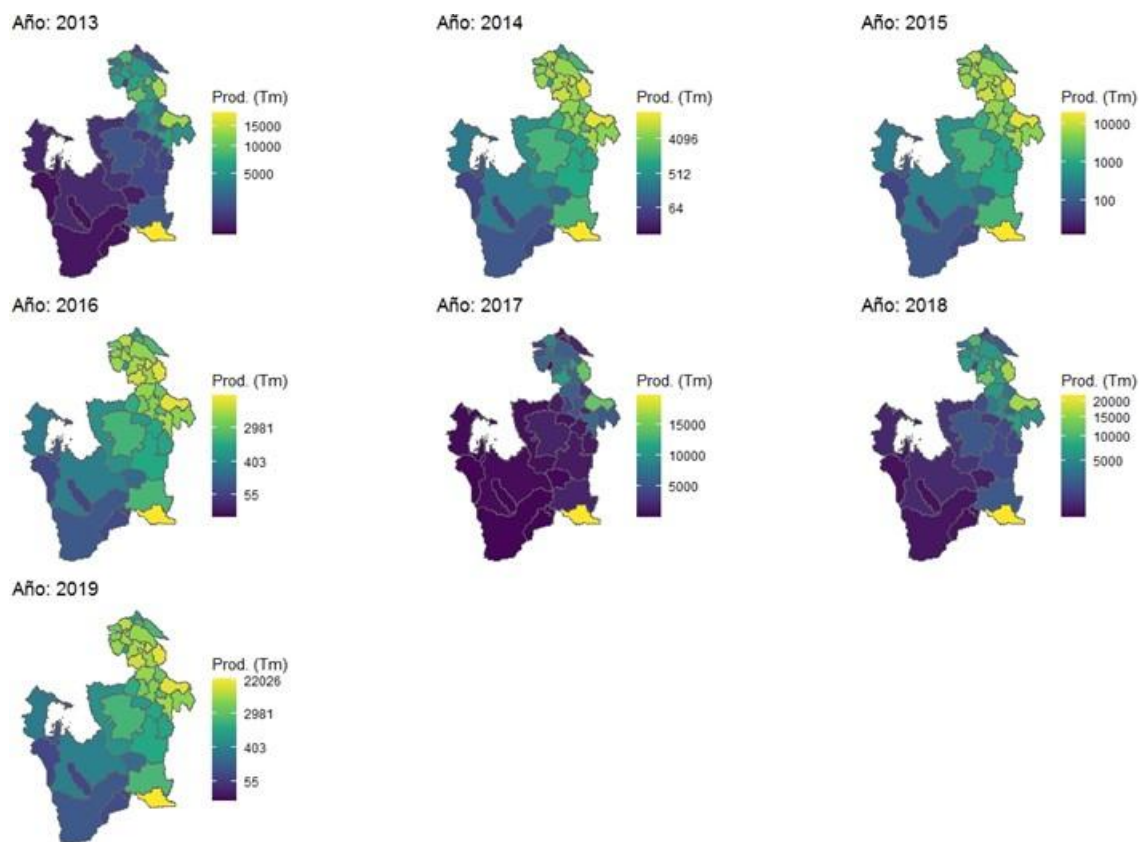 Año: 2013
Prod. (Tm)
15000
10000
5000
Año: 2014
Prod. (Tm)
4096
512
64
Año: 2015
Prod. (Tm)
10000
1000
100
Año: 2016
Prod. (Tm)
2981
403
55
Año: 2017
Prod. (Tm)
15000
10000
5000
Año: 2018
Prod. (Tm)
20000
15000
10000
5000
Año: 2019
Prod. (Tm)
22026
2981
403
55